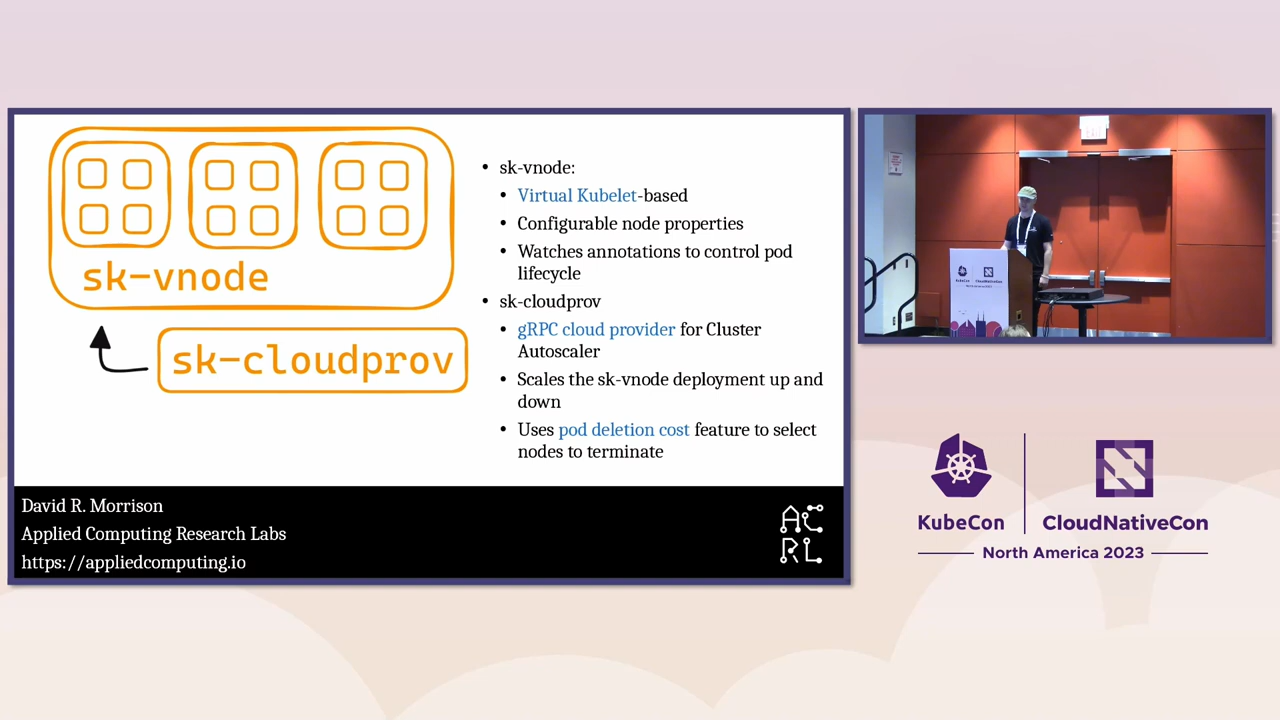 sk-vnode
sk-cloudprov
• sk-vnode:
• Virtual Kubelet-based
• Configurable node properties
• Watches annotations to control pod
lifecycle
• sk-cloudprov
• gRPC cloud provider for Cluster
Autoscaler
• Scales the sk-vnode deployment up and
down
• Uses pod deletion cost feature to select
nodes to terminate
David R. Morrison
Applied Computing Research Labs
https://appliedcomputing.io
ACRL
KubeCon
CloudNativeCon
North America 2023